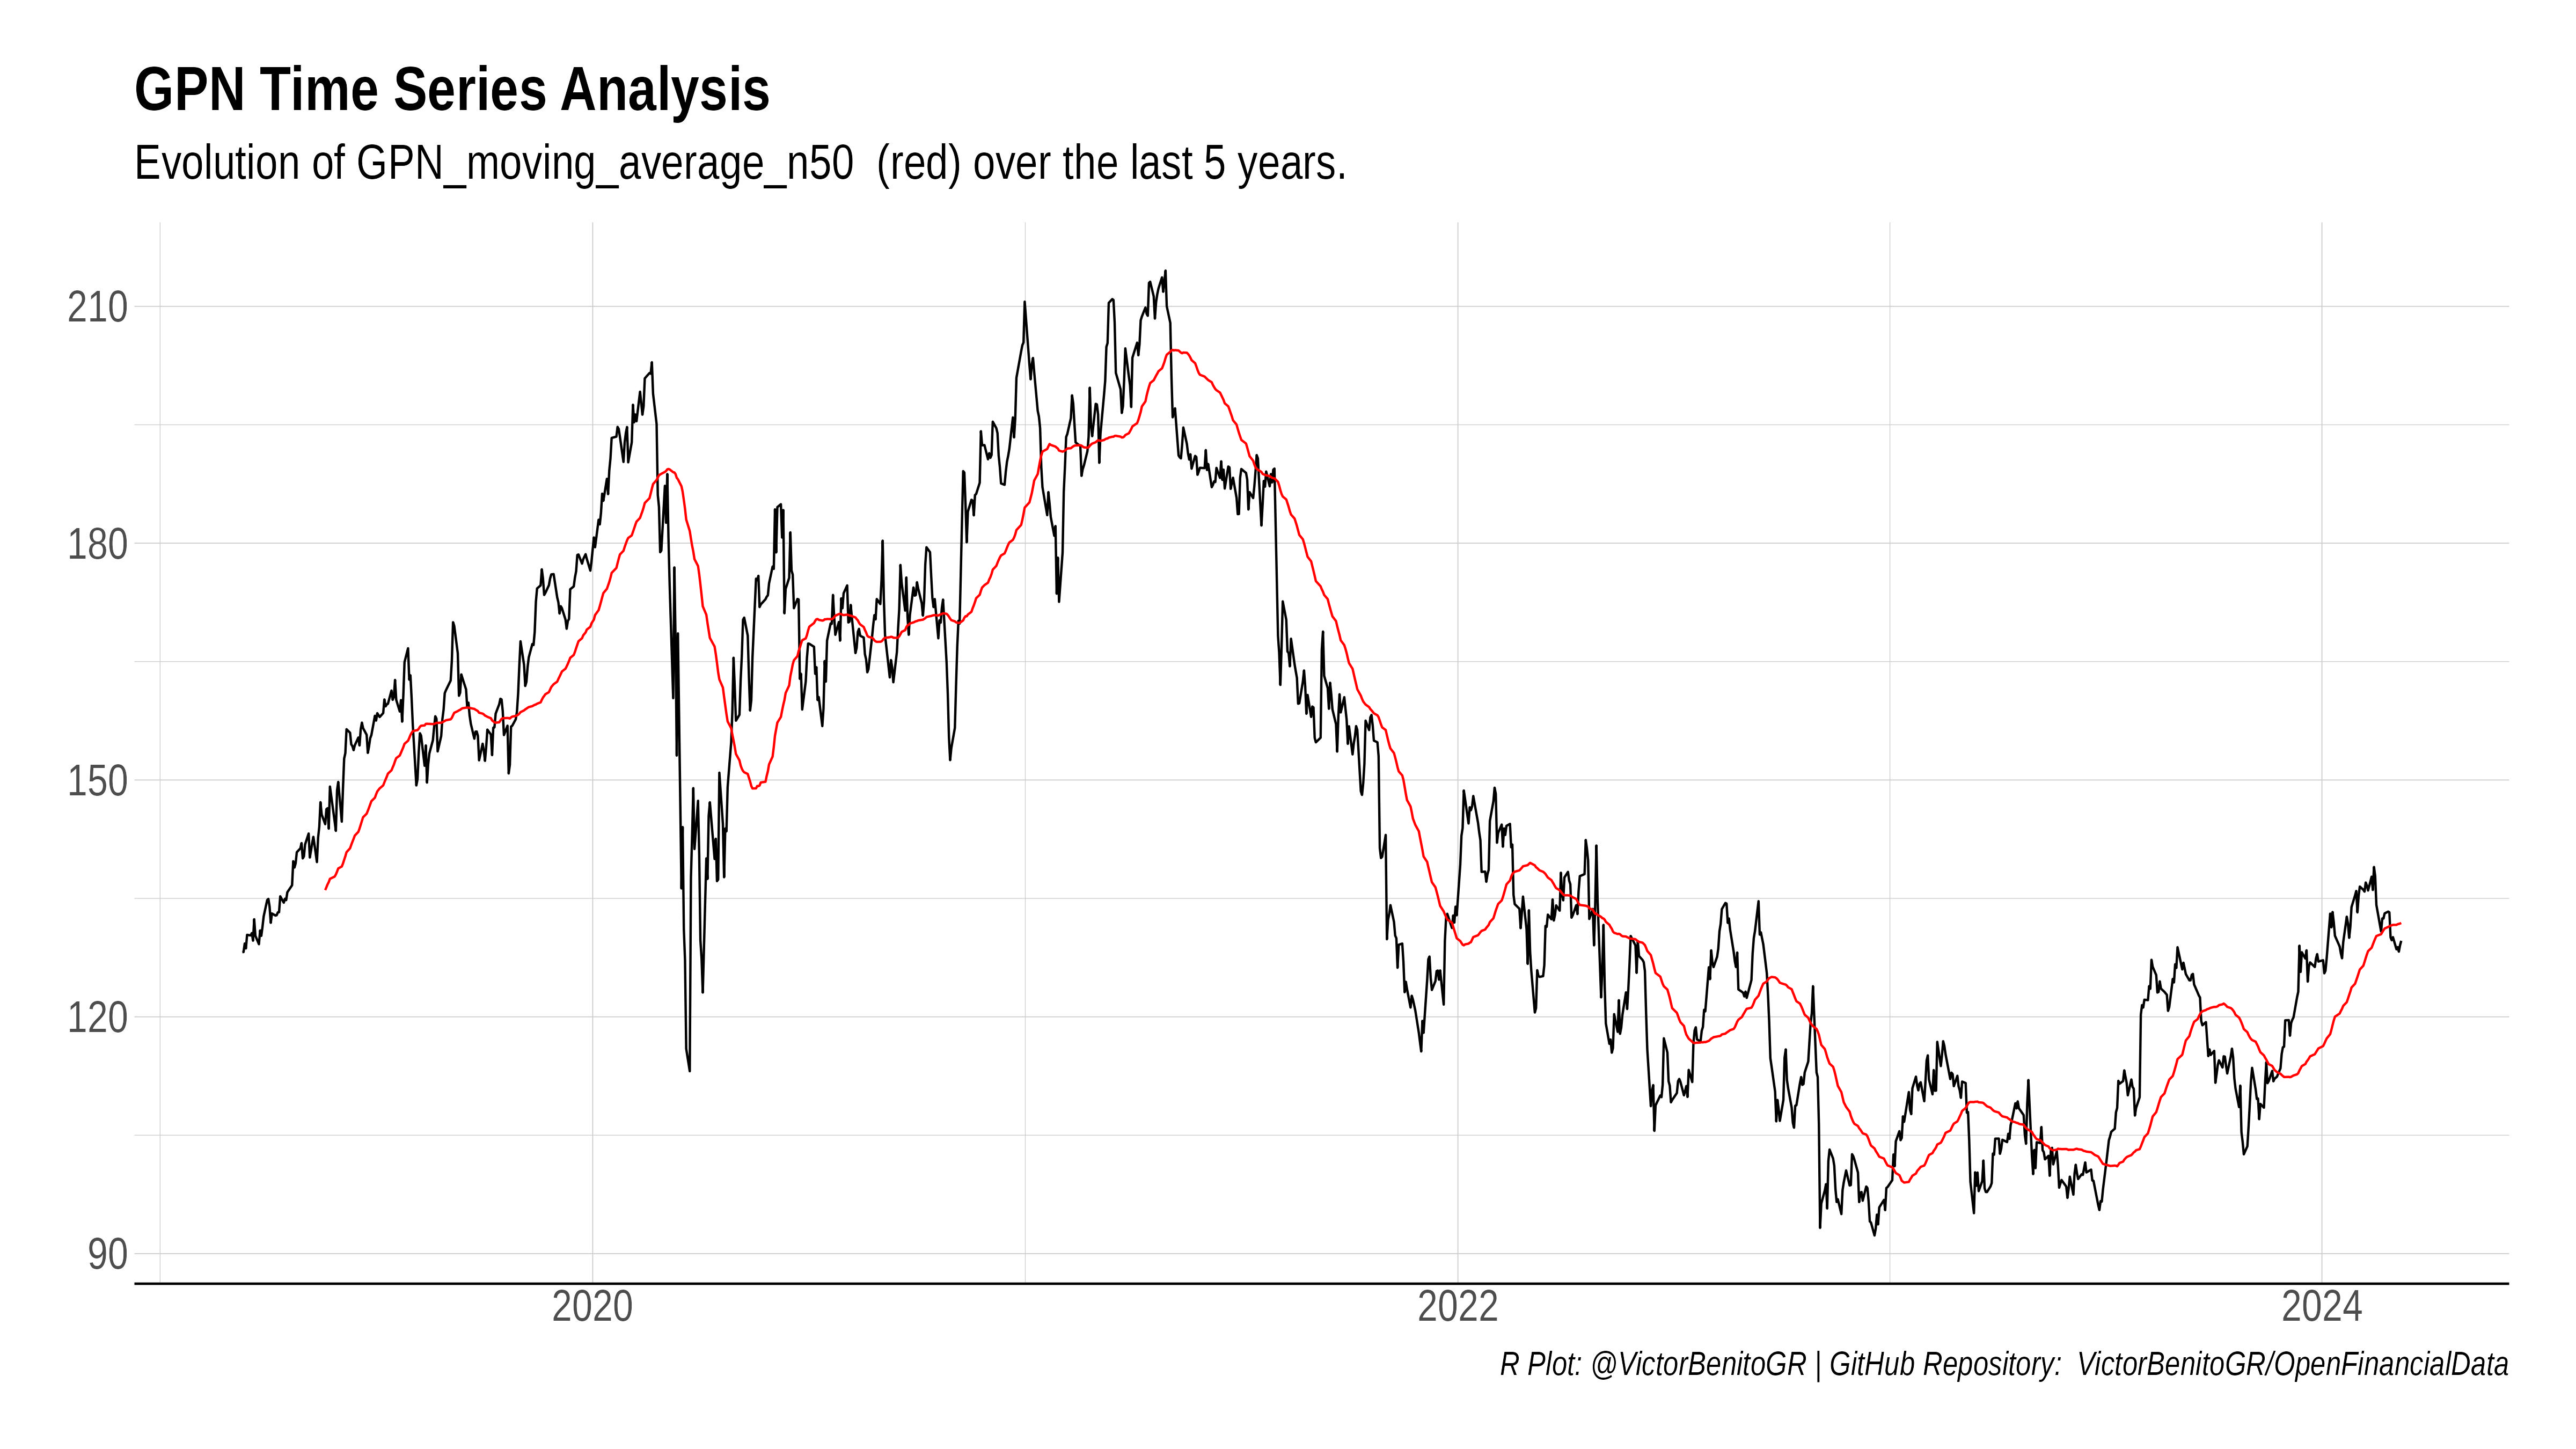 GPN Time Series Analysis
Evolution of GPN_moving_average_n50  (red) over the last 5 years.
210
180
150
120
90
2020 2022 2024
R Plot: @VictorBenitoGR | GitHub Repository:  VictorBenitoGR/OpenFinancialData